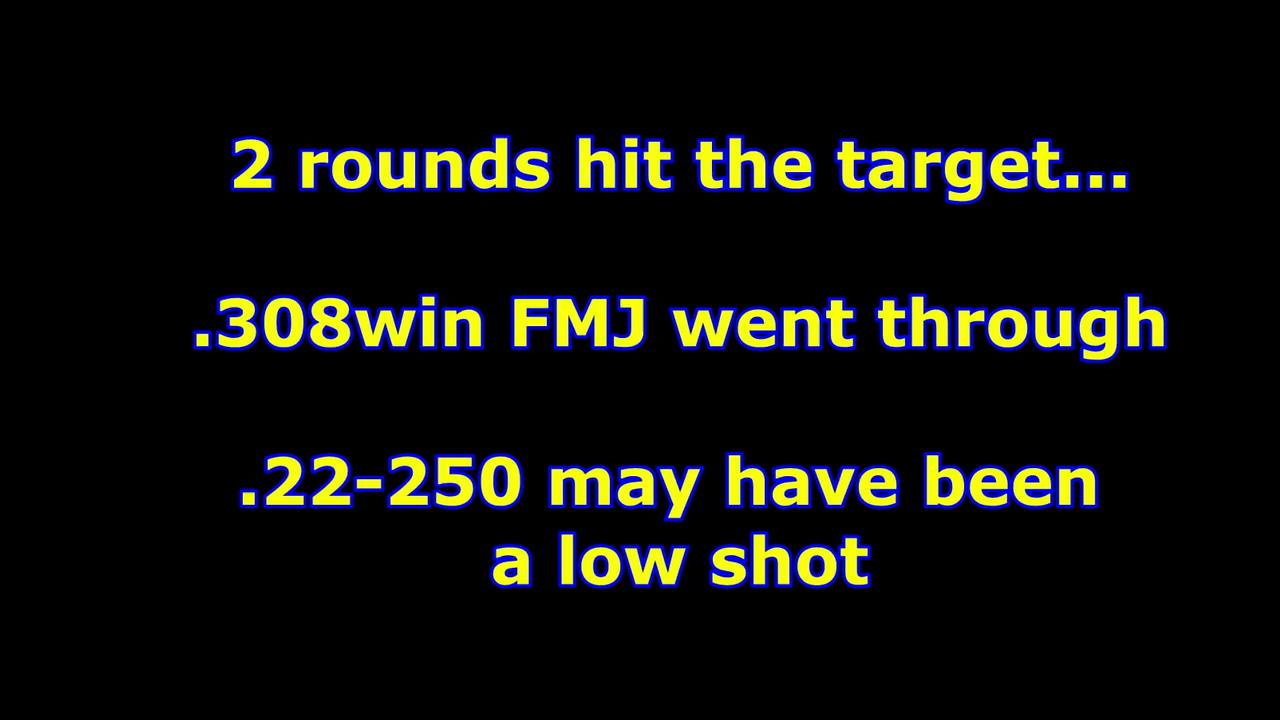 2 rounds hit the target...
.308win FMJ went through
.22-250 may have been
a low shot